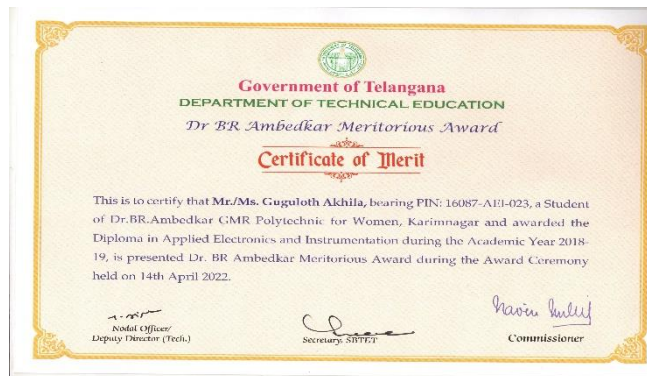 Government of Telangana
DEPARTMENT OF TECHNICAL EDUCATION
Dr BR Ambedkar Meritorious Award
Certificate of Merit
This is to certify that Mr./Ms. Guguloth Akhila, bearing PIN: 16087-AEI-023, a Student
of Dr.BR.Ambedkar GMR Polytechnic for Women, Karimnagar and awarded the
Diploma in Applied Electronics and Instrumentation during the Academic Year 2018-
19, is presented Dr. BR Ambedkar Meritorious Award during the Award Ceremony
held on 14th April 2022.
Nodal Officer/
Deputy Director (Tech.)
Secretary, SBTET
Commissioner